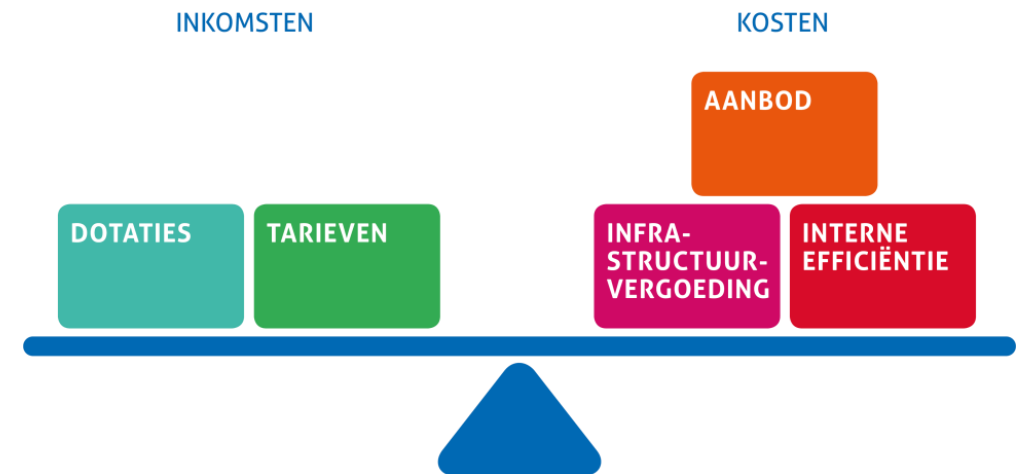 INKOMSTEN
KOSTEN
AANBOD
DOTATIES
TARIEVEN
INFRA-
STRUCTUUR-
VERGOEDING
INTERNE
EFFICIËNTIE